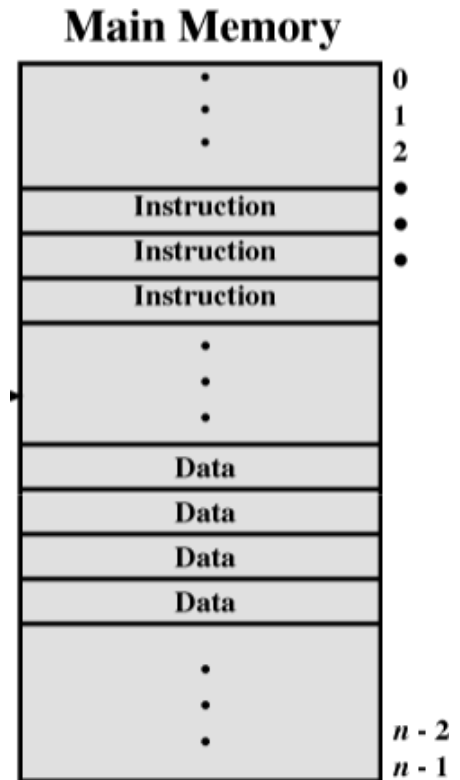 Main Memory
0
1
2
Instruction
Instruction
Instruction
Data
Data
Data
Data
n - 2
n - 1